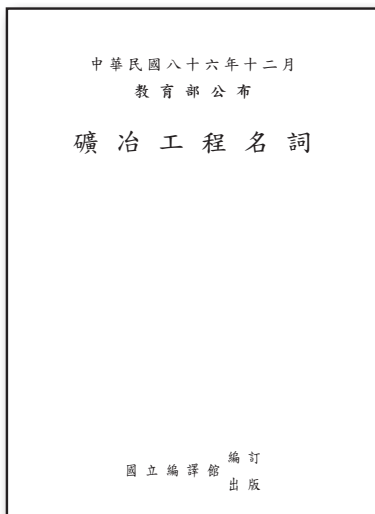 中華民國八十六年十二月
教育部公布
礦冶工程名詞
國立編譯館 編訂
出版